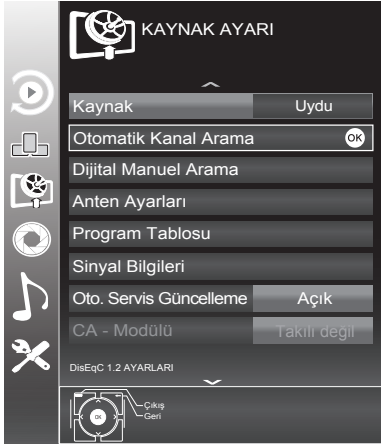 KAYNAK AYARI
Kaynak Uydu
Otomatik Kanal Arama OK
Dijital Manuel Arama
Anten Ayarları
Program Tablosu
Sinyal Bilgileri
Oto. Servis Güncelleme Açık
CA - Modülü Takılı değil
DisEqC 1.2 AYARLARI
Çıkış
OK Geri